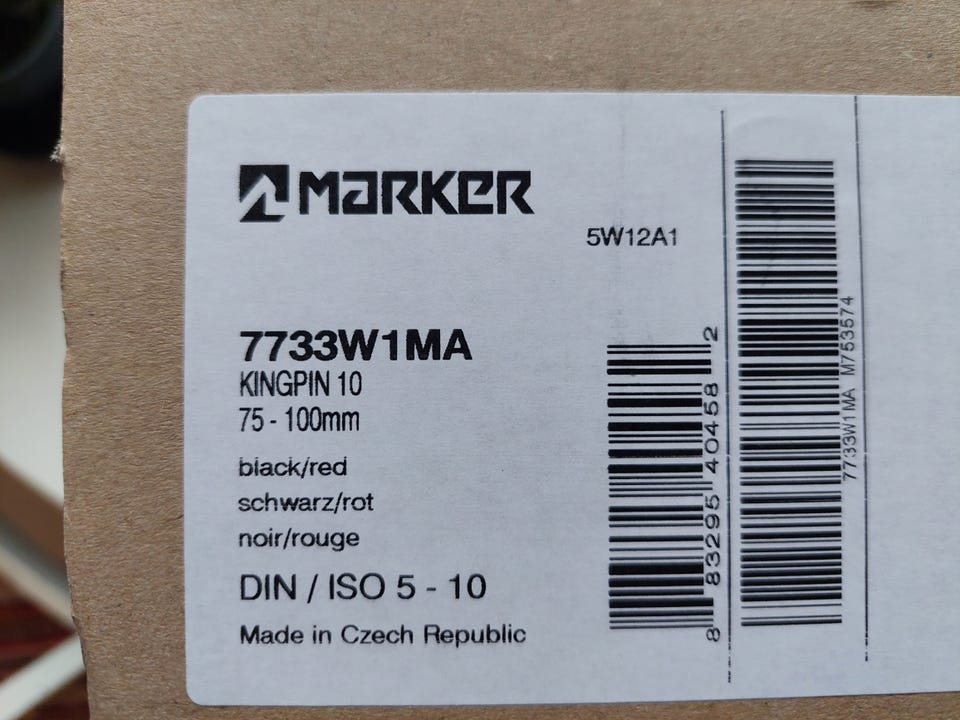 MARKER
5W12A1
7733W1MA
KINGPIN 10
75 - 100mm
black/red
schwarz/rot
noir/rouge
DIN / ISO 5 - 10
Made in Czech Republic
8 83295 40458 2
7733W1MA M753574